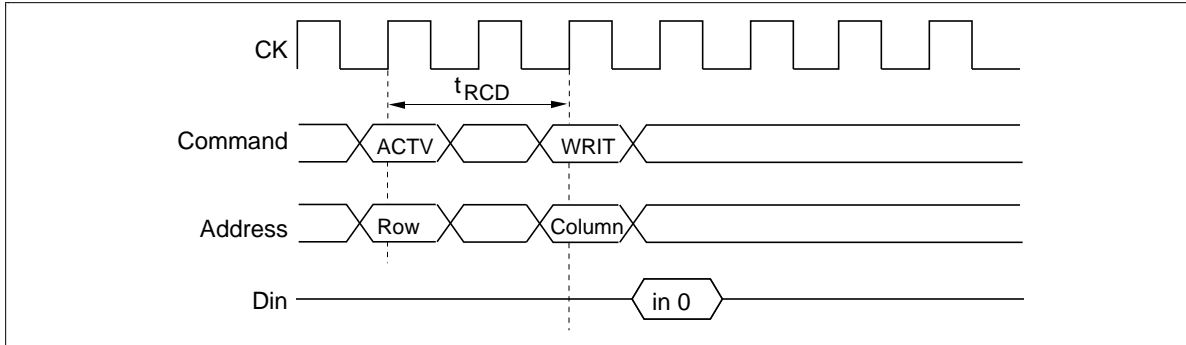 CK
tRCD
Command ACTV WRIT
Address Row Column
Din in 0